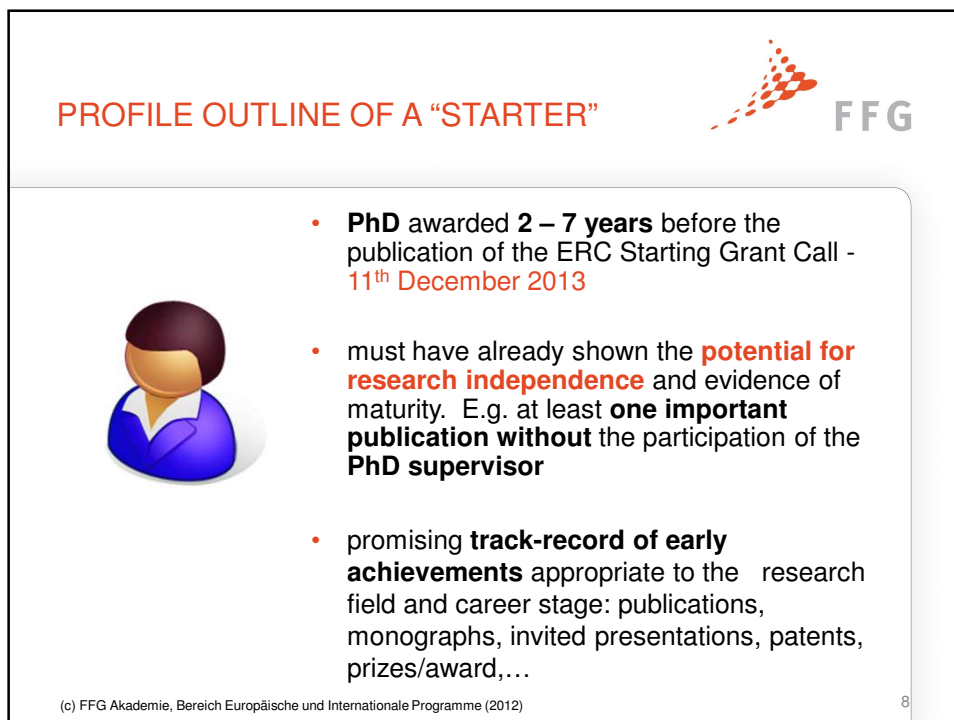 PROFILE OUTLINE OF A “STARTER”
FFG
• PhD awarded 2 – 7 years before the
publication of the ERC Starting Grant Call -
11th December 2013
• must have already shown the potential for
research independence and evidence of
maturity.  E.g. at least one important
publication without the participation of the
PhD supervisor
• promising track-record of early
achievements appropriate to the   research
field and career stage: publications,
monographs, invited presentations, patents,
prizes/award,…
(c) FFG Akademie, Bereich Europäische und Internationale Programme (2012)
8